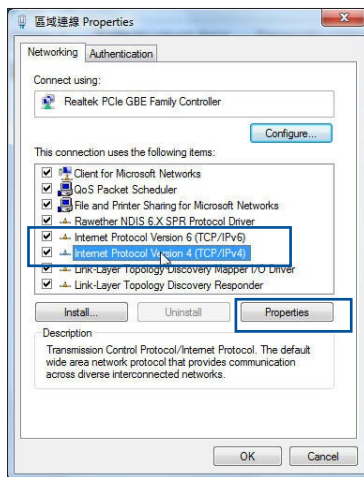 區域連線 Properties
Networking
Authentication
Connect using:
Realtek PCIe GBE Family Controller
Configure...
This connection uses the following items:
Client for Microsoft Networks
QoS Packet Scheduler
File and Printer Sharing for Microsoft Networks
Rawether NDIS 6.X SPR Protocol Driver
Internet Protocol Version 6 (TCP/IPv6)
Internet Protocol Version 4 (TCP/IPv4)
Link-Layer Topology Discovery Mapper I/O Driver
Link-Layer Topology Discovery Responder
Install...
Uninstall
Properties
Description
Transmission Control Protocol/Internet Protocol. The default
wide area network protocol that provides communication
across diverse interconnected networks.
OK
Cancel